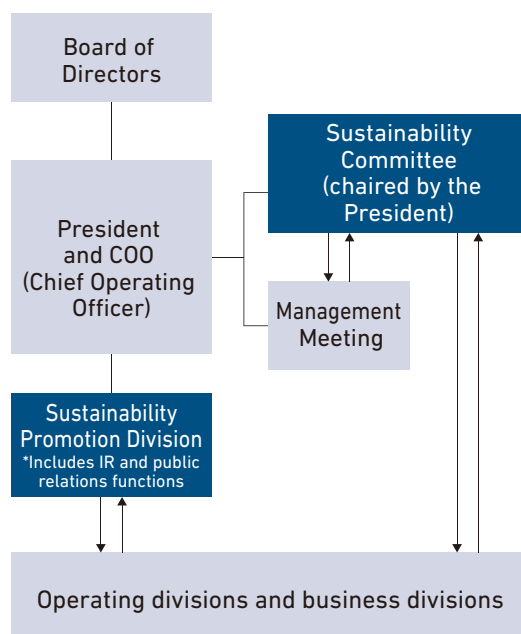 Board of
Directors
Sustainability
Committee
(chaired by the
President)
President
and COO
(Chief Operating
Officer)
Management
Meeting
Sustainability
Promotion Division
*Includes IR and public
relations functions
Operating divisions and business divisions